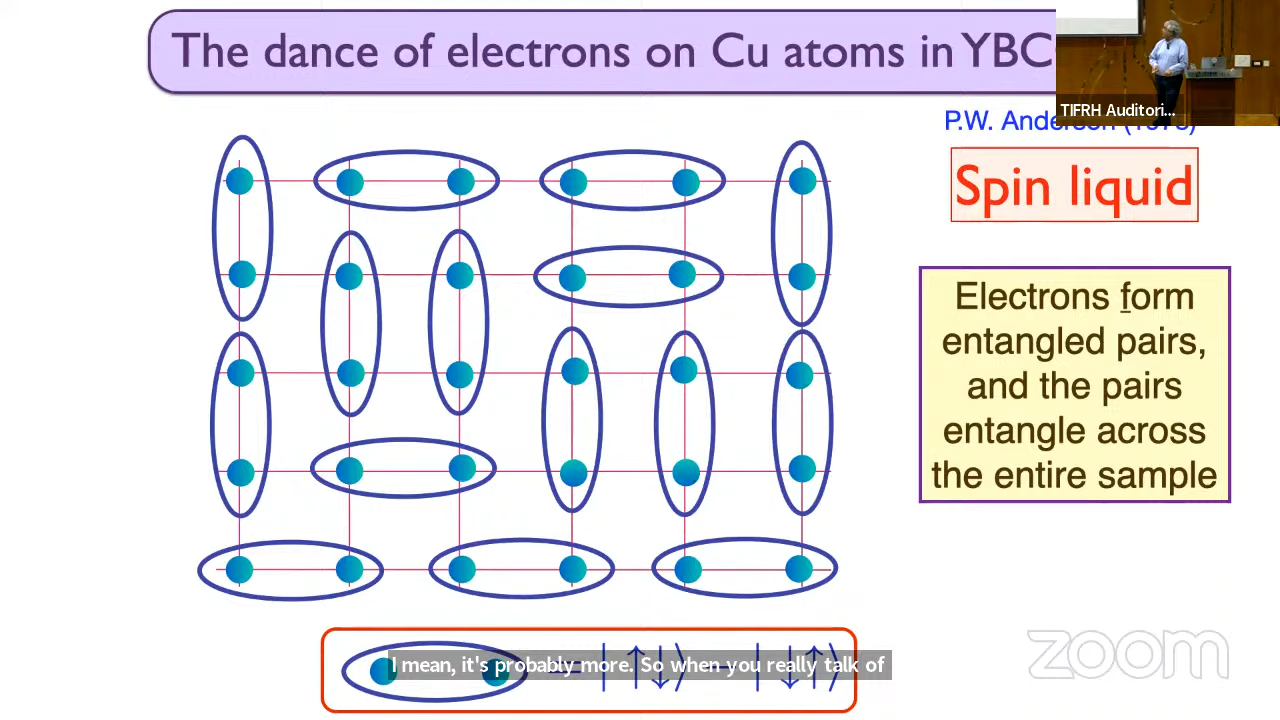 The dance of electrons on Cu atoms in YBC
TIFRH Auditori...
P.W. Anderson
Spin liquid
Electrons form
entangled pairs,
and the pairs
entangle across
the entire sample
= | ↑↓⟩ − | ↓↑⟩
I mean, it's probably more. So when you really talk of
zoom